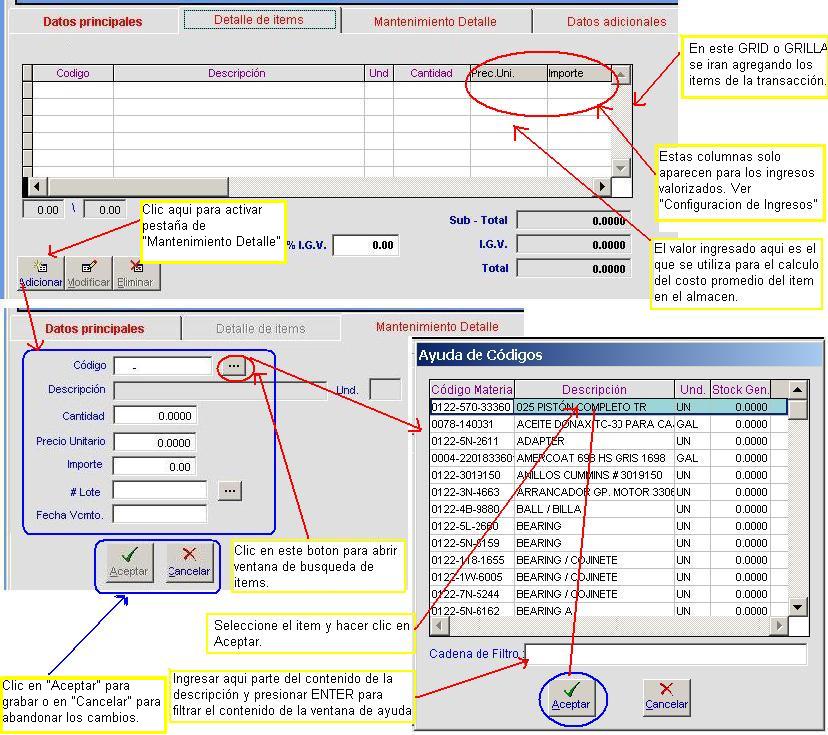 Datos principales
Detalle de items
Mantenimiento Detalle
Datos adicionales
En este GRID o GRILLA
se iran agregando los
items de la transacción.
Codigo
Descripción
Und
Cantidad
Prec.Uni.
Importe
Estas columnas solo
aparecen para los ingresos
valorizados. Ver
"Configuracion de Ingresos"
0.00 \ 0.00
Clic aqui para activar
pestaña de
"Mantenimiento Detalle"
% I.G.V. 0.00
Sub - Total 0.0000
I.G.V. 0.0000
Total 0.0000
El valor ingresado aqui es el
que se utiliza para el calculo
del costo promedio del item
en el almacen.
Adicionar
Modificar
Eliminar
Datos principales
Detalle de items
Mantenimiento Detalle
Código -
Descripción
Und.
Cantidad 0.0000
Precio Unitario 0.0000
Importe 0.00
# Lote
Fecha Vcmto.
Aceptar
Cancelar
Clic en este boton para abrir
ventana de busqueda de
items.
Ayuda de Códigos
Código Materia Descripción Und. Stock Gen.
0122-570-33360 025 PISTÓN COMPLETO TR UN 0.0000
0078-140031 ACEITE DONAX TC-30 PARA CAJ GAL 0.0000
0122-5N-2611 ADAPTER UN 0.0000
0004-220183360 AMERCOAT 698 HS GRIS 1698 GAL 0.0000
0122-3019150 ANILLOS CUMMINS # 3019150 UN 0.0000
0122-3N-4663 ARRANCADOR GP. MOTOR 3306 UN 0.0000
0122-4B-9880 BALL / BILLA UN 0.0000
0122-5L-2660 BEARING UN 0.0000
0122-5N-8159 BEARING UN 0.0000
0122-118-1655 BEARING / COJINETE UN 0.0000
0122-1W-6005 BEARING / COJINETE UN 0.0000
0122-7N-5244 BEARING / COJINETE UN 0.0000
0122-5N-6162 BEARING A UN 0.0000
Seleccione el item y hacer clic en
Aceptar.
Cadena de Filtro :
Ingresar aqui parte del contenido de la
descripción y presionar ENTER para
filtrar el contenido de la ventana de ayuda
Aceptar
Cancelar
Clic en "Aceptar" para
grabar o en "Cancelar" para
abandonar los cambios.